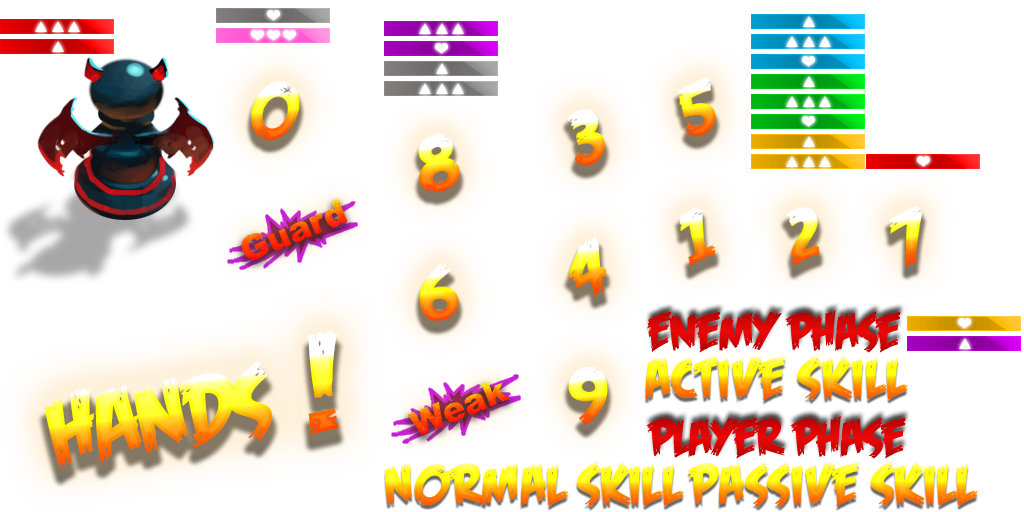 0
5
3
8
Guard
1
2
7
4
6
ENEMY PHASE
HANDS !
ACTIVE SKILL
Weak
9
PLAYER PHASE
NORMAL SKILL PASSIVE SKILL